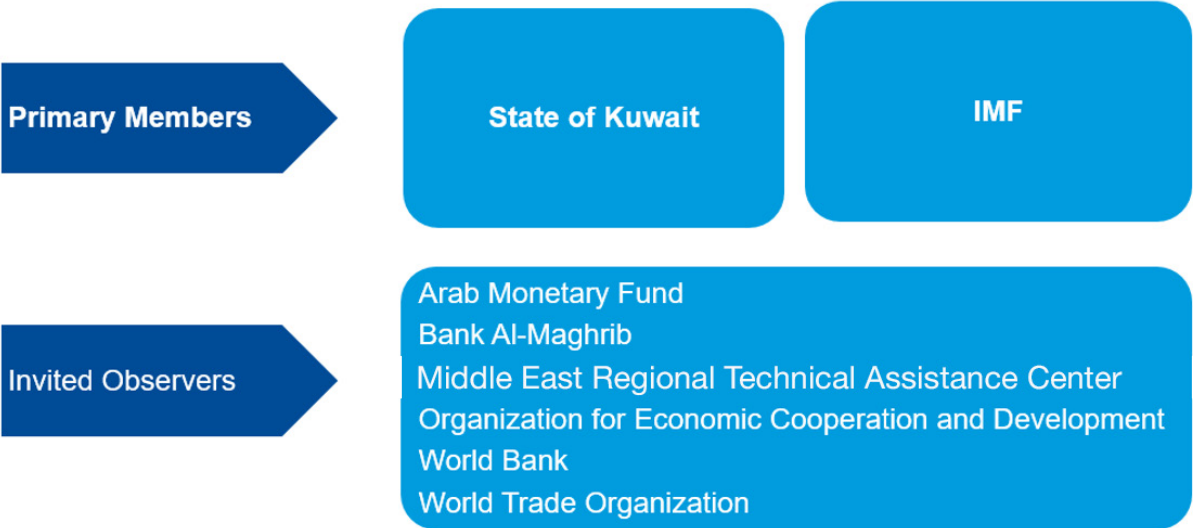 Primary Members
State of Kuwait
IMF
Invited Observers
Arab Monetary Fund
Bank Al-Maghrib
Middle East Regional Technical Assistance Center
Organization for Economic Cooperation and Development
World Bank
World Trade Organization